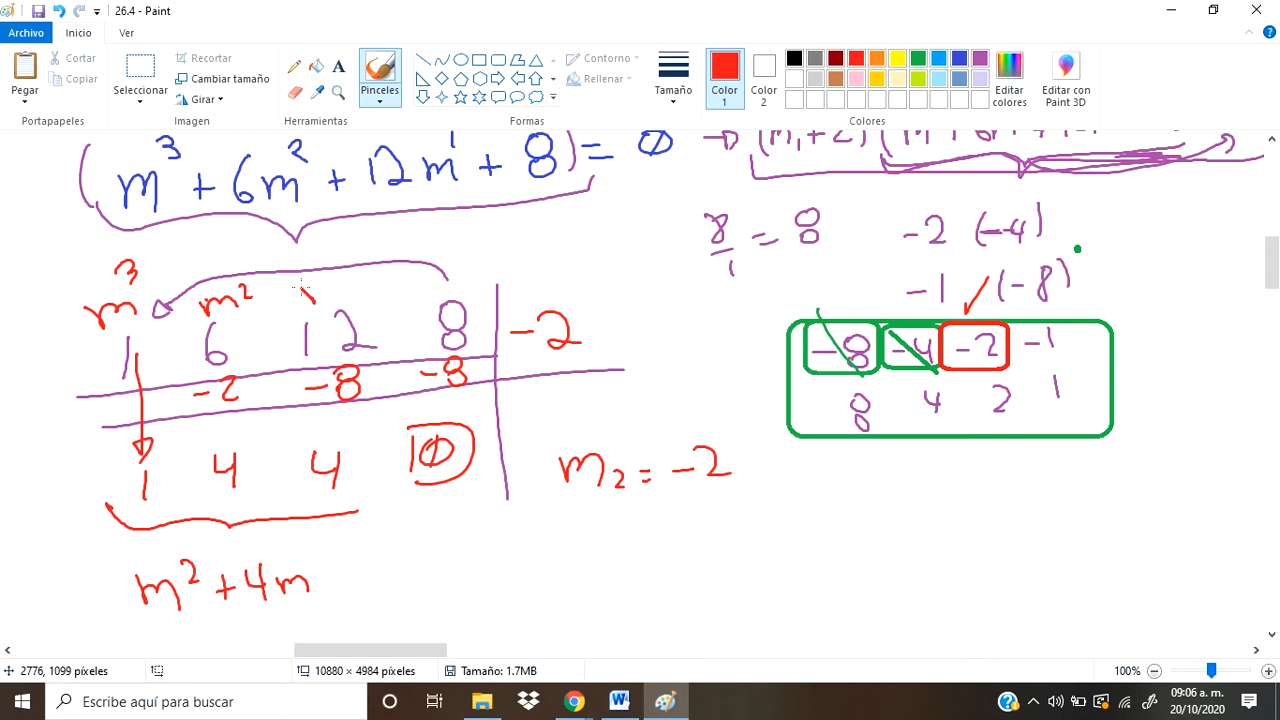 26.4 - Paint
Archivo Inicio Ver
Pegar
Cortar
Copiar
Portapapeles
Seleccionar
Recortar
Cambiar tamaño
Girar
Imagen
Herramientas
Pinceles
Contorno
Rellenar
Formas
Tamaño
Color 1
Color 2
Editar colores
Editar con Paint 3D
Colores
(m³ + 6m² + 12m¹ + 8) = 0
(m₁ + 2)
8/1 = 8 -2 (-4)
-1 (-8)
m³ m²
1 6 12 8 -2
-2 -8 -8
1 4 4 0
m₂ = -2
m² + 4m
-8 -4 -2 -1
8 4 2 1
2776, 1099 píxeles
10880 × 4984 píxeles
Tamaño: 1.7MB
100%
Escribe aquí para buscar
09:06 a. m.
20/10/2020